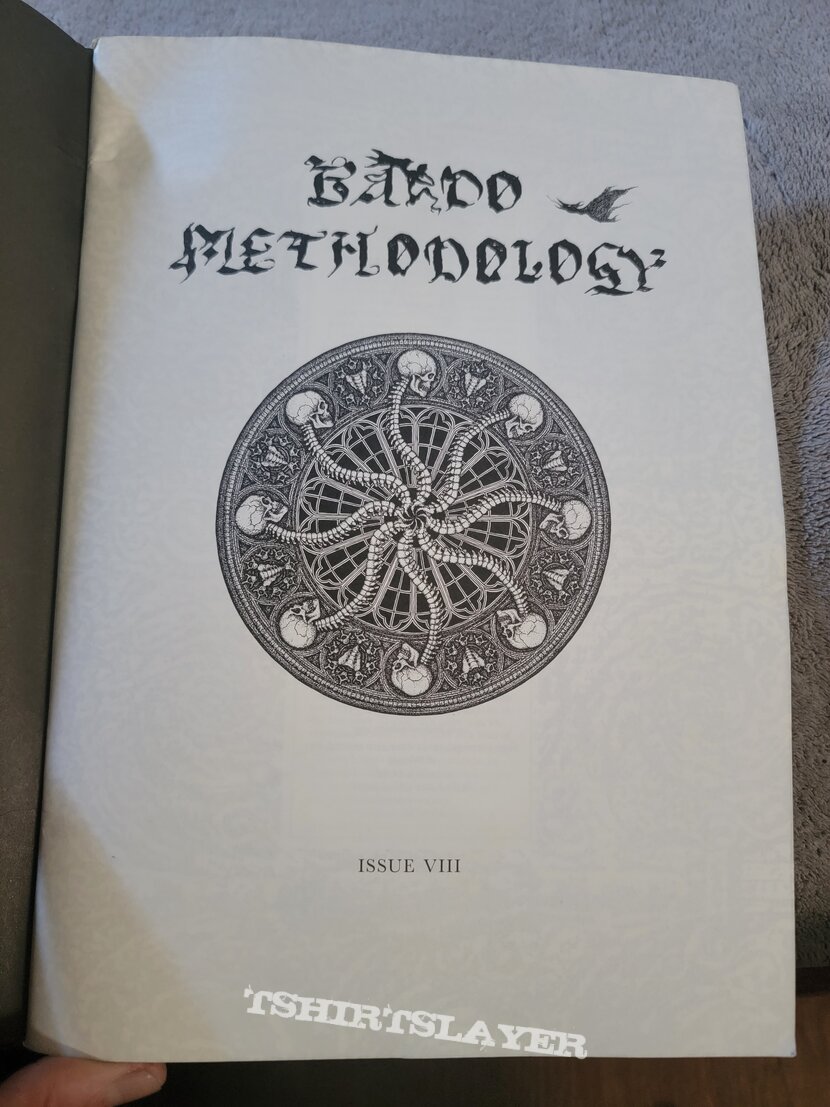 BARDO
METHODOLOGY
ISSUE VIII
TSHIRTSLAYER